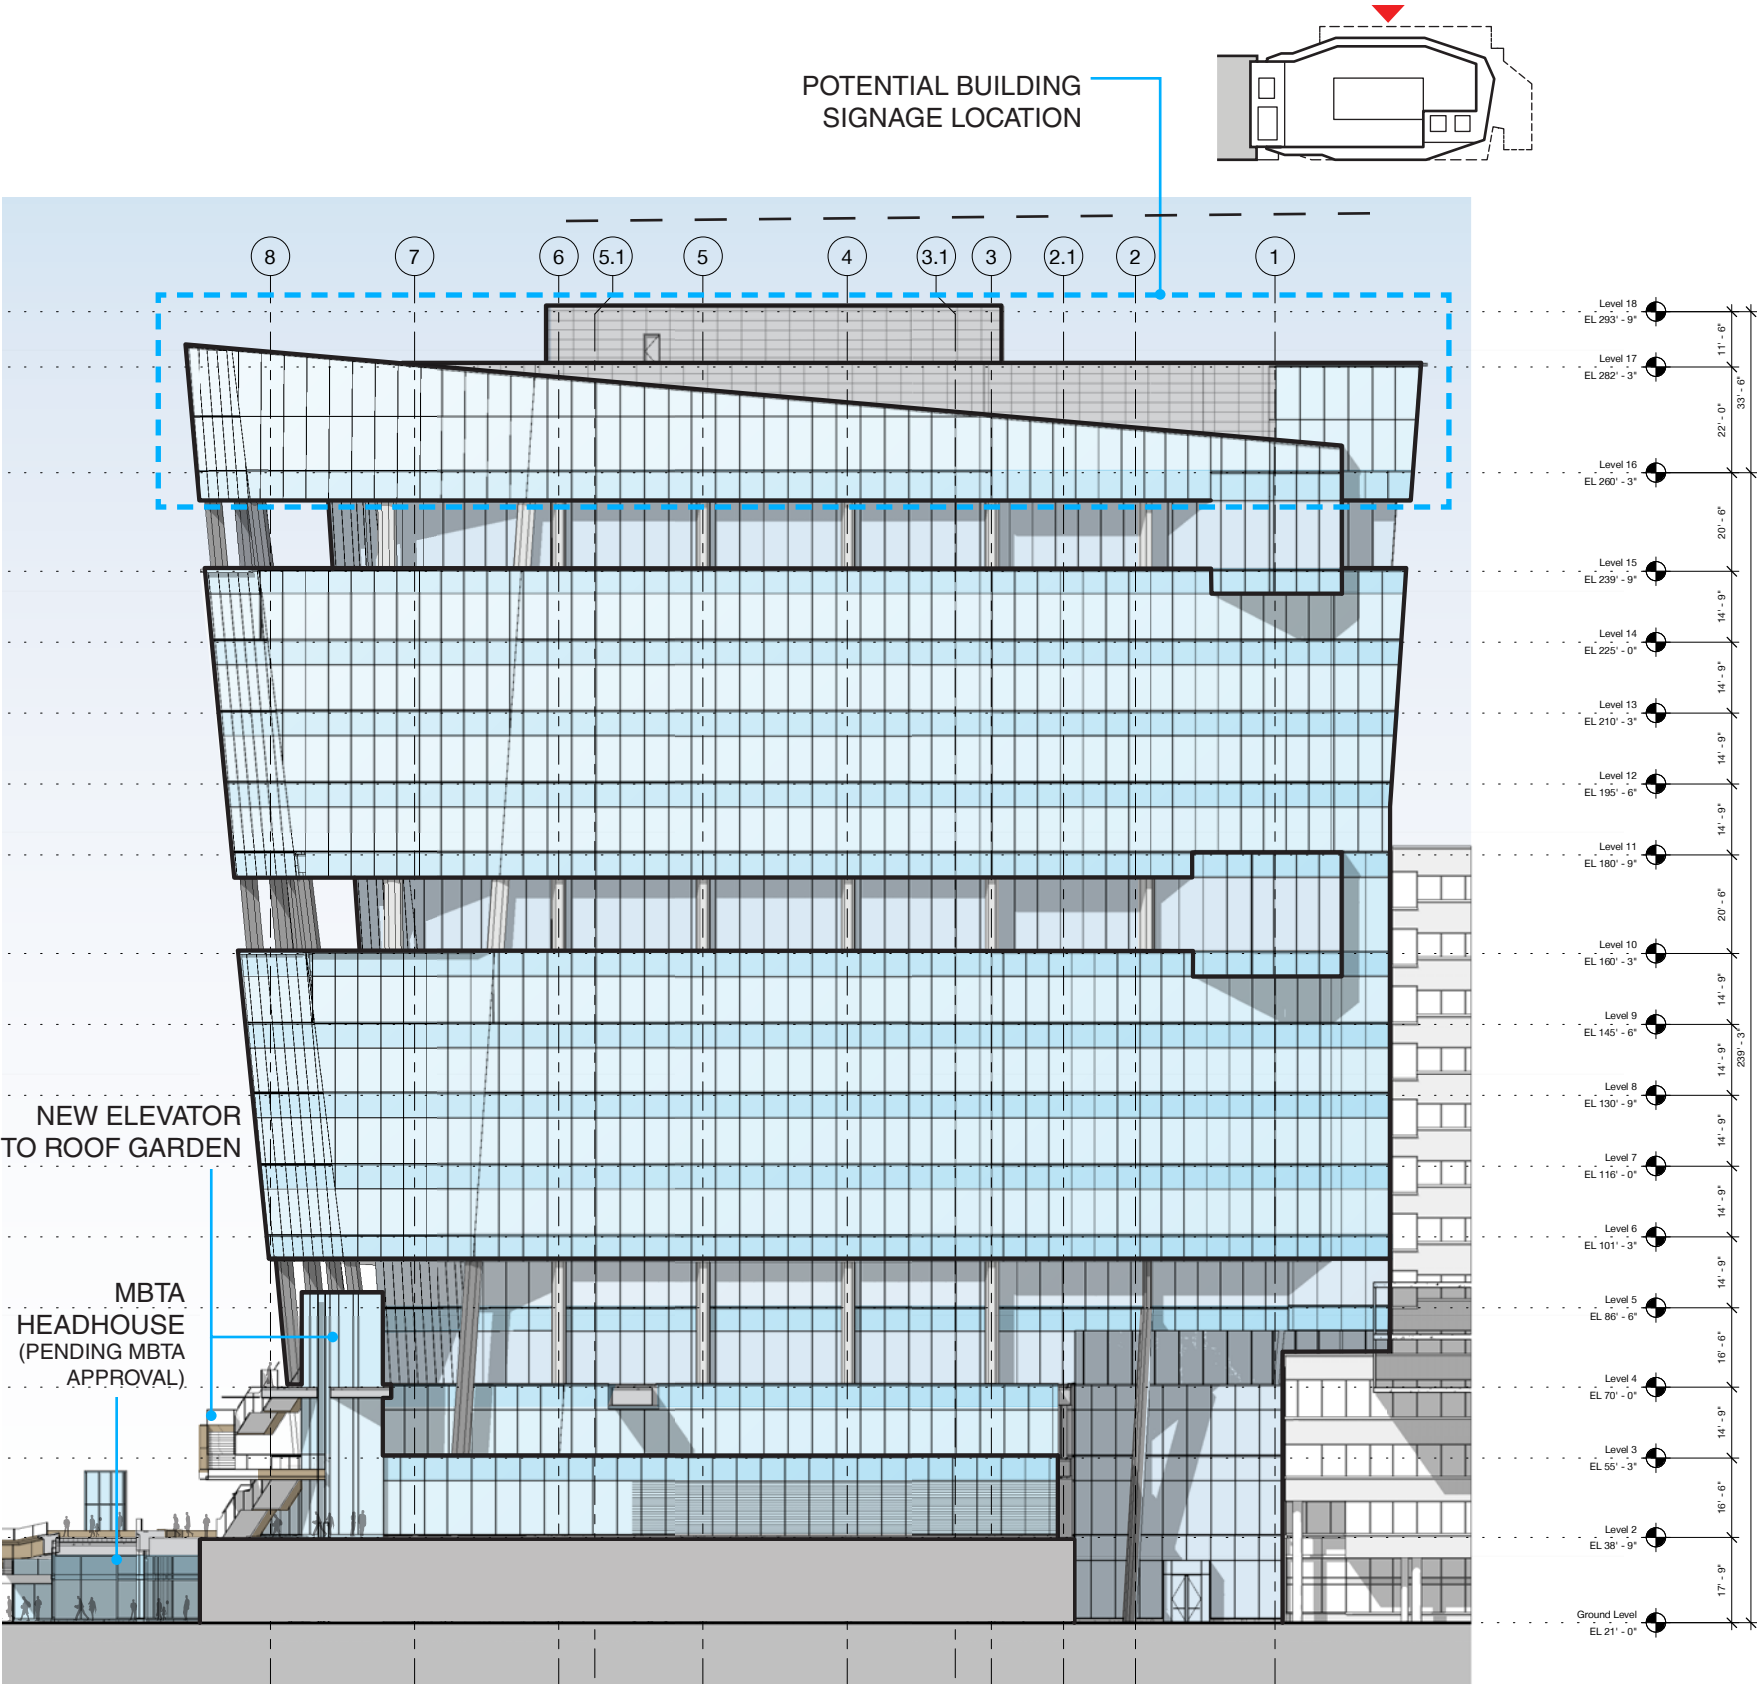 POTENTIAL BUILDING
SIGNAGE LOCATION
8
7
6
5.1
5
4
3.1
3
2.1
2
1
Level 18
EL 293' - 9"
11' - 6"
Level 17
EL 282' - 3"
33' - 6"
22' - 0"
Level 16
EL 260' - 3"
20' - 6"
Level 15
EL 239' - 9"
14' - 9"
Level 14
EL 225' - 0"
14' - 9"
Level 13
EL 210' - 3"
14' - 9"
Level 12
EL 195' - 6"
14' - 9"
Level 11
EL 180' - 9"
20' - 6"
Level 10
EL 160' - 3"
14' - 9"
Level 9
EL 145' - 6"
239' - 3"
14' - 9"
Level 8
EL 130' - 9"
14' - 9"
Level 7
EL 116' - 0"
14' - 9"
Level 6
EL 101' - 3"
14' - 9"
Level 5
EL 86' - 6"
16' - 6"
Level 4
EL 70' - 0"
14' - 9"
Level 3
EL 55' - 3"
16' - 6"
Level 2
EL 38' - 9"
17' - 9"
Ground Level
EL 21' - 0"
NEW ELEVATOR
TO ROOF GARDEN
MBTA
HEADHOUSE
(PENDING MBTA
APPROVAL)